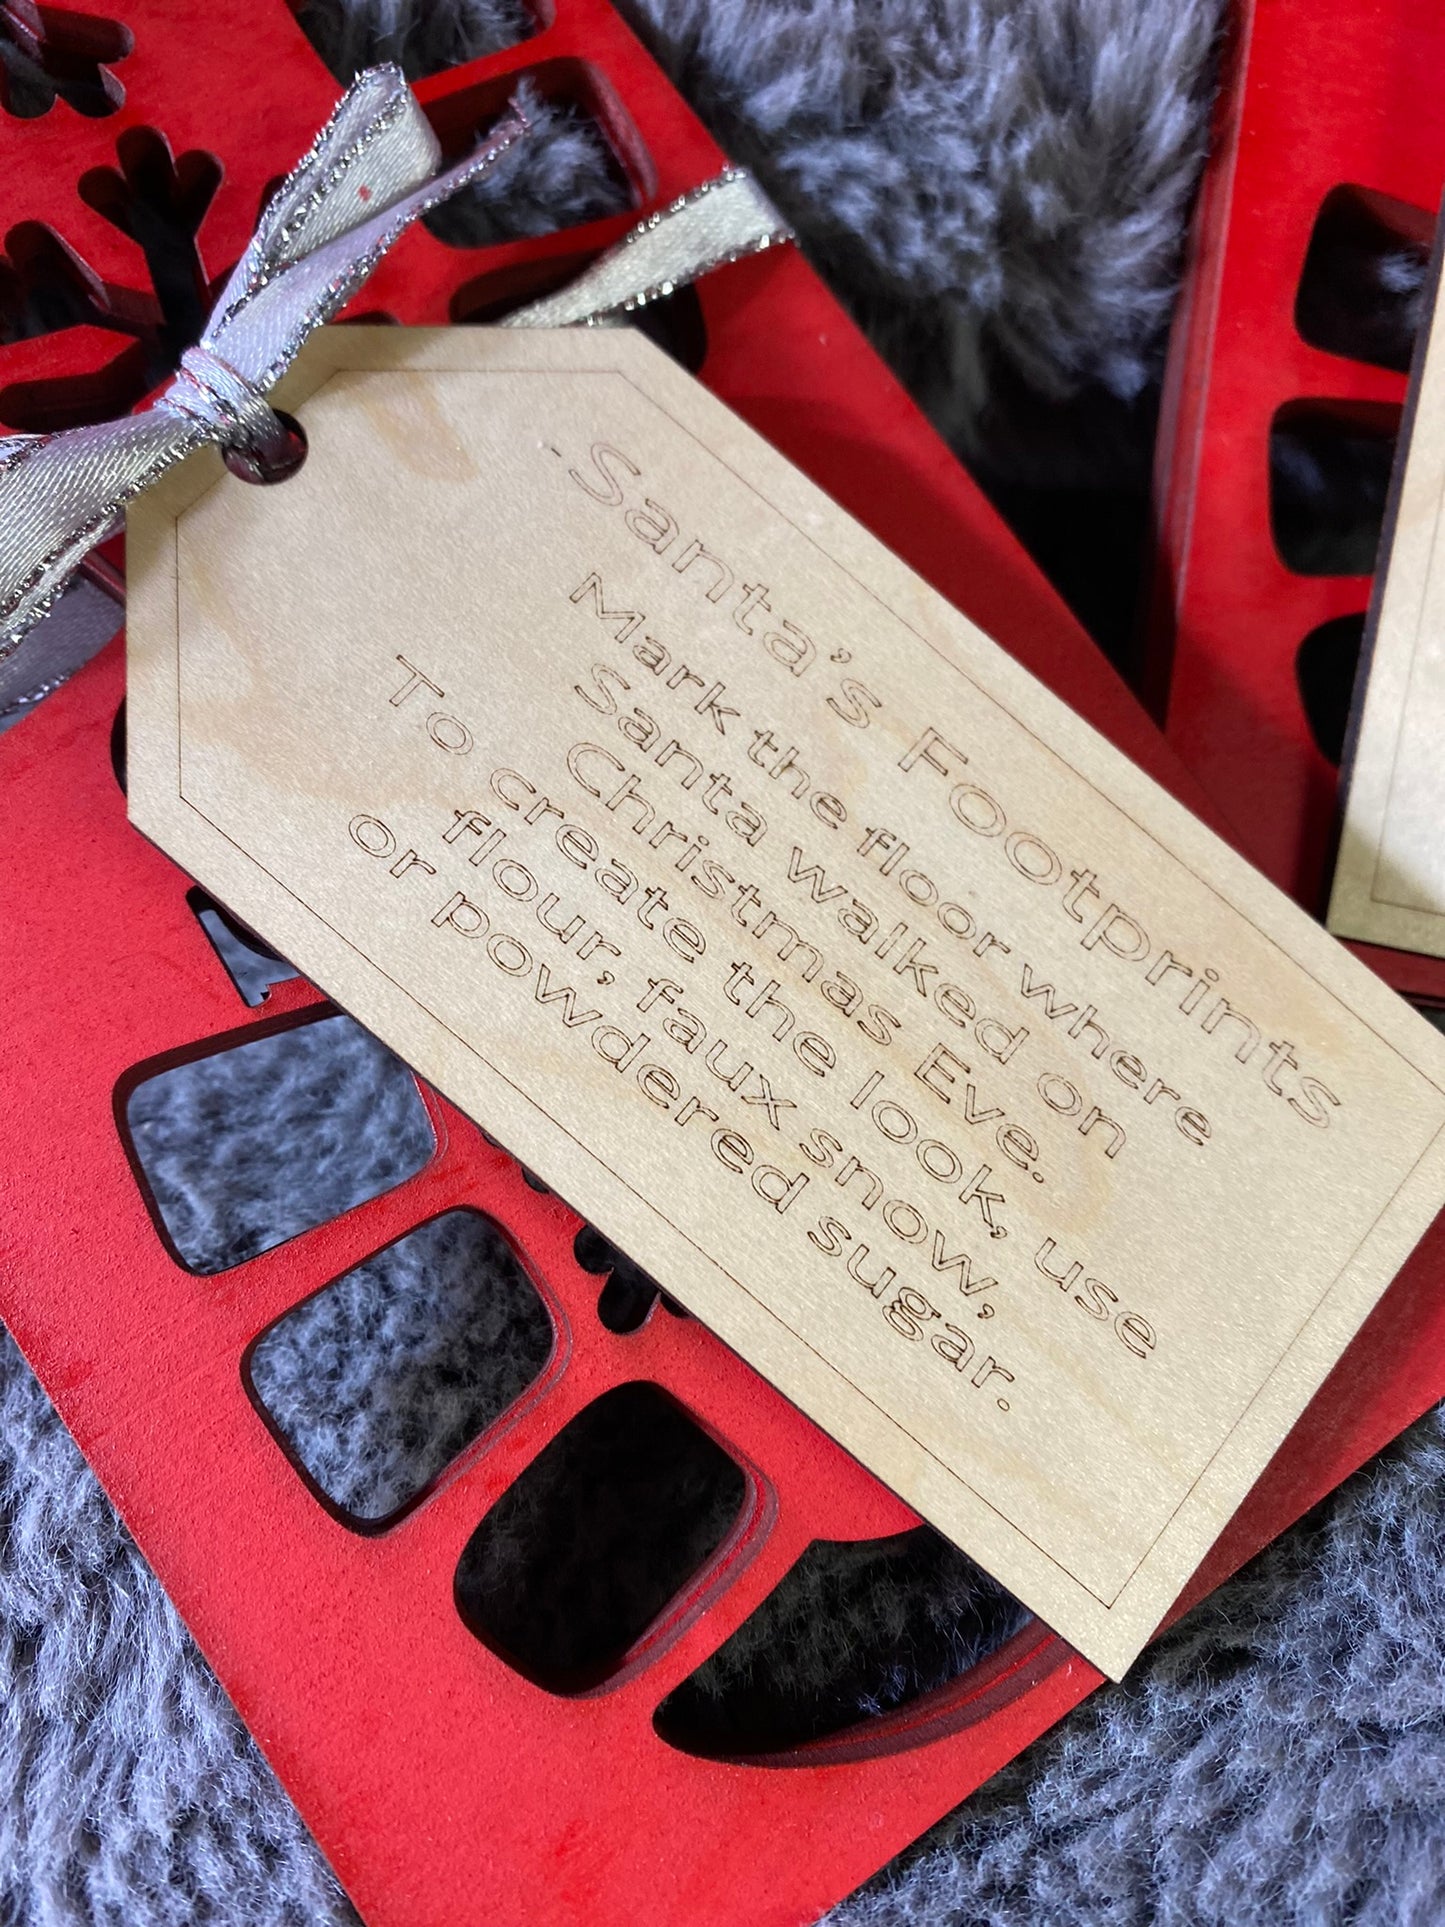 Santa's Footprints
Mark the floor where
Santa walked on
Christmas Eve.
To create the look, use
flour, faux snow,
or powdered sugar.